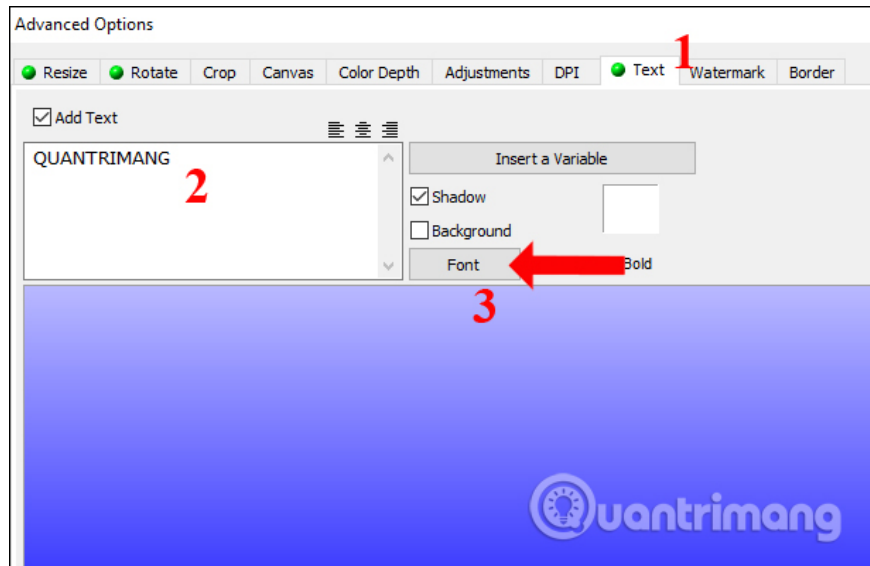 Advanced Options
1
Resize Rotate Crop Canvas Color Depth Adjustments DPI Text Watermark Border
Add Text
QUANTRIMANG
2
Insert a Variable
Shadow
Background
Font
Bold
3
Quantrimang